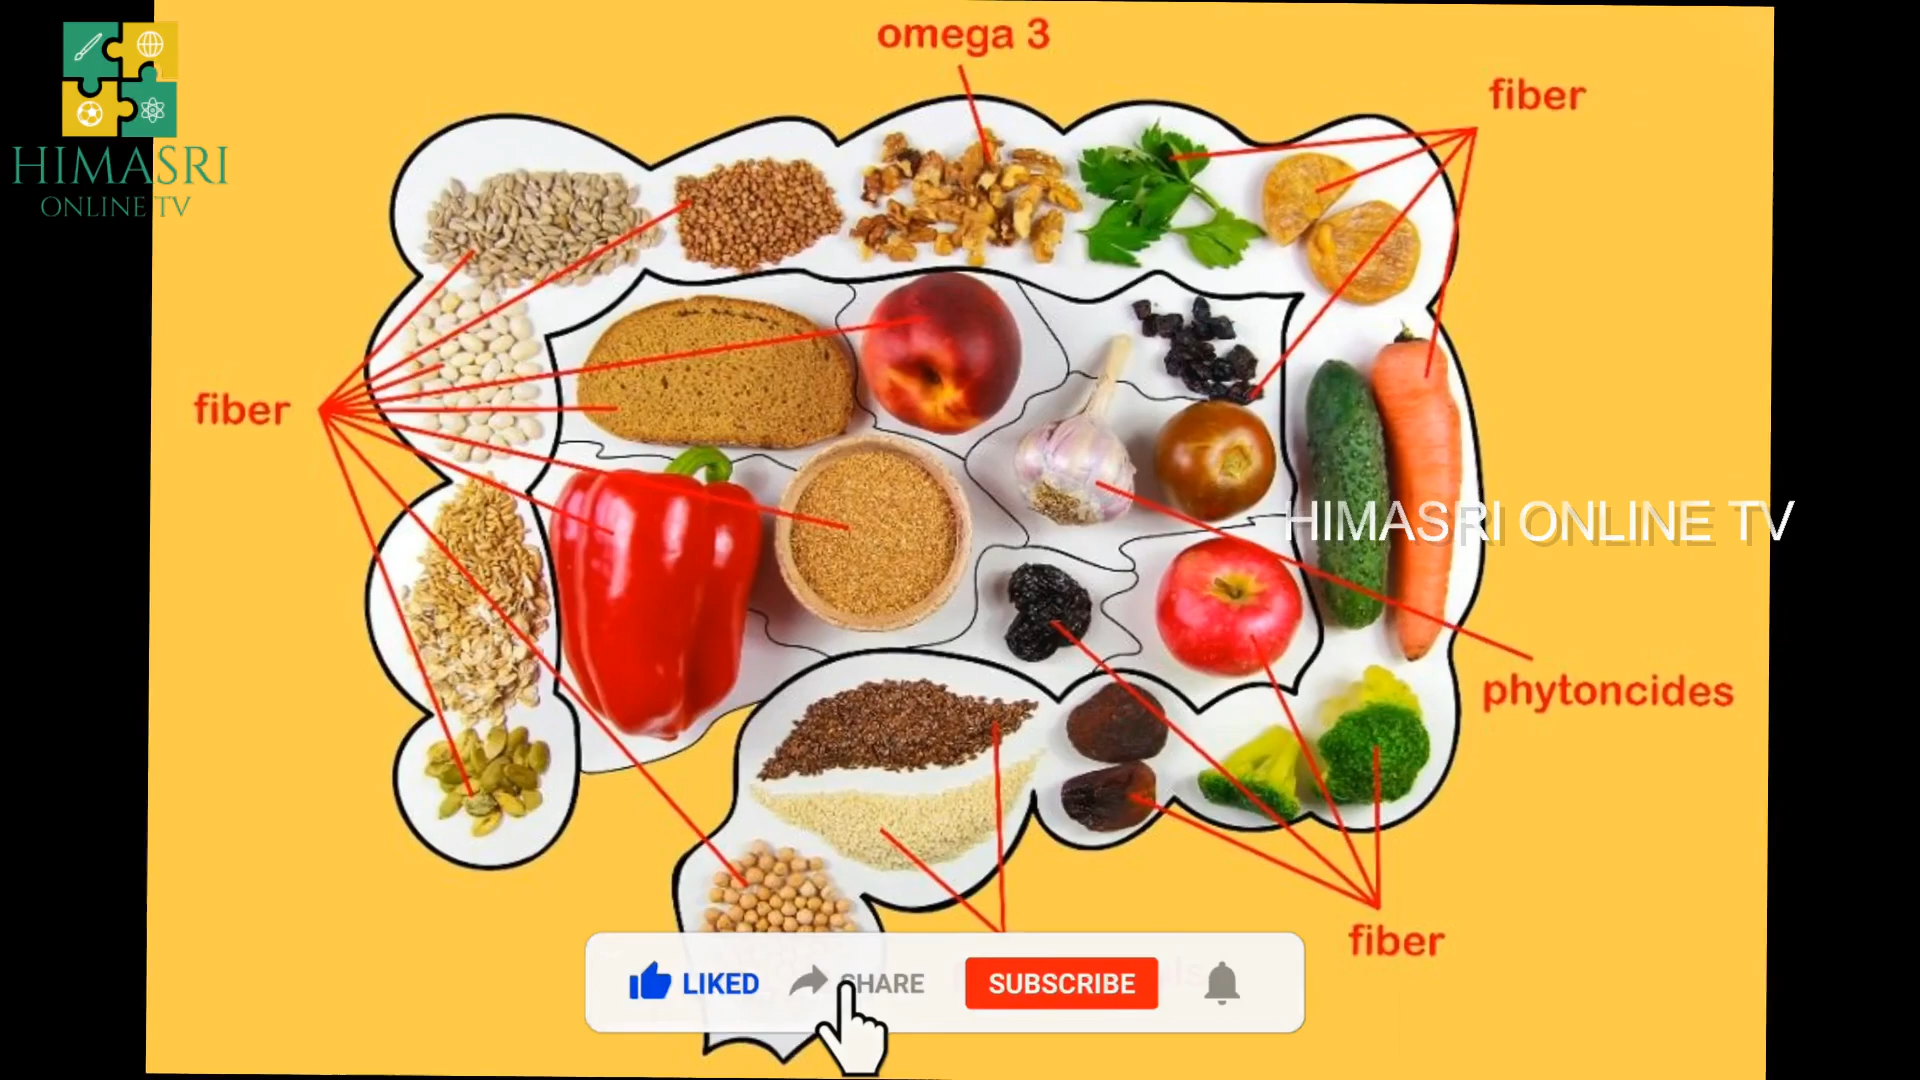 omega 3
fiber
HIMASRI
ONLINE TV
fiber
HIMASRI ONLINE TV
phytoncides
fiber
LIKED
SHARE
SUBSCRIBE